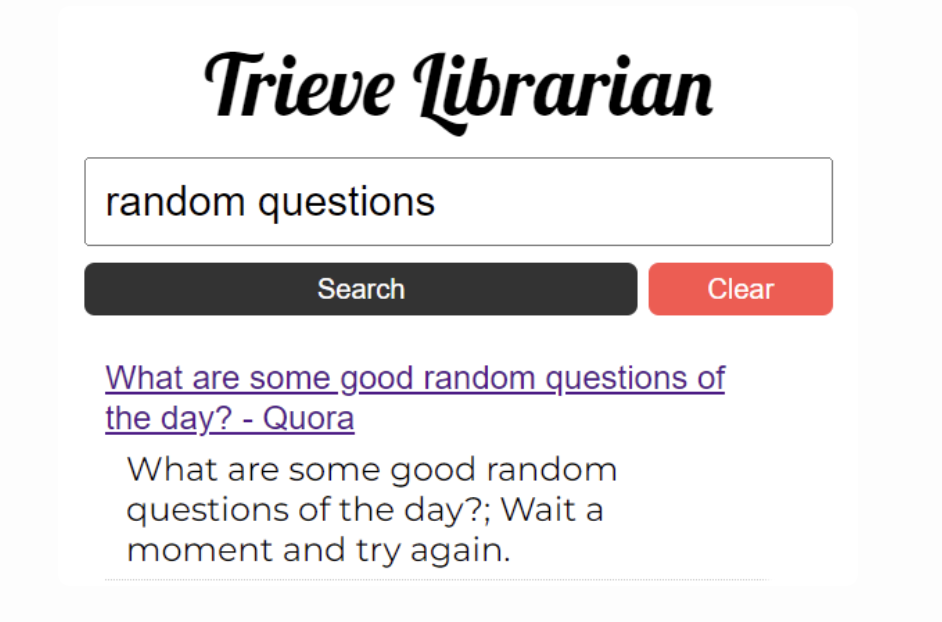 Trieve Librarian
random questions
Search
Clear
What are some good random questions of
the day? - Quora
What are some good random
questions of the day?; Wait a
moment and try again.